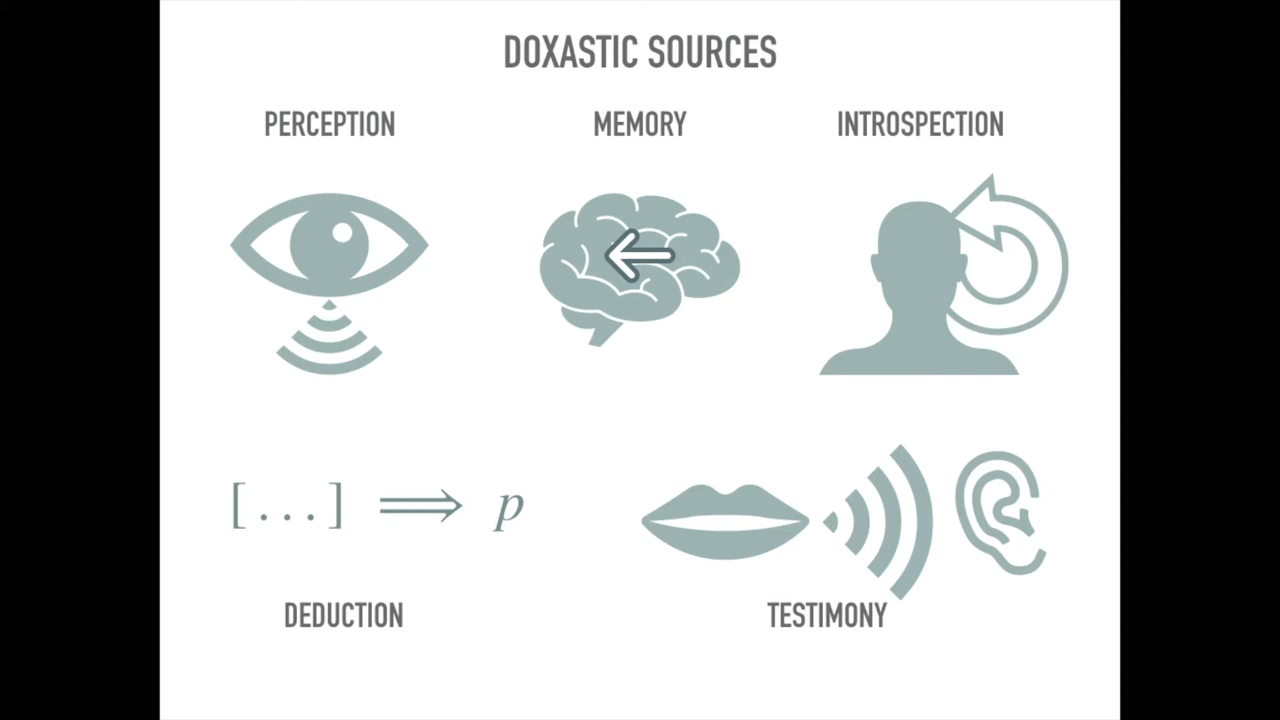 DOXASTIC SOURCES
PERCEPTION MEMORY INTROSPECTION
[...] ⟹ p
DEDUCTION TESTIMONY